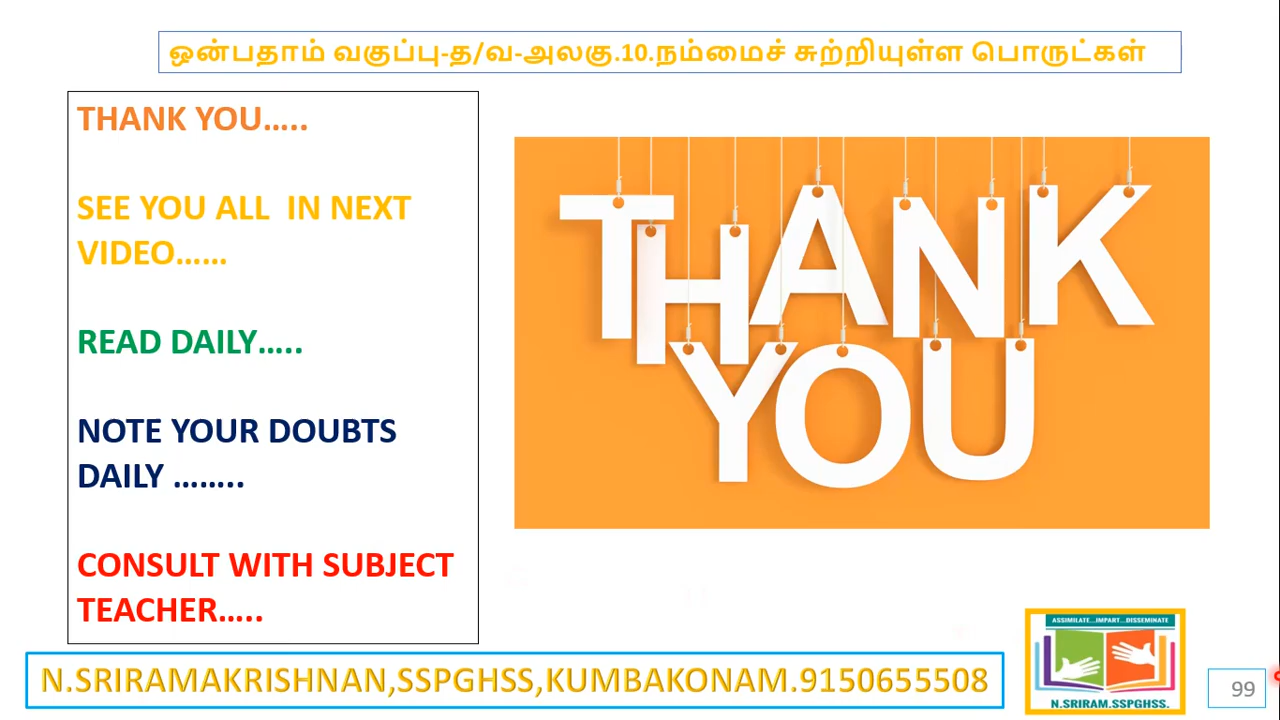 ஒன்பதாம் வகுப்பு-த/வ-அலகு.10.நம்மைச் சுற்றியுள்ள பொருட்கள்
THANK YOU…..
SEE YOU ALL IN NEXT
VIDEO……
READ DAILY…..
NOTE YOUR DOUBTS
DAILY ……..
CONSULT WITH SUBJECT
TEACHER…..
THANK
YOU
ASSIMILATE...IMPART...DISSEMINATE
N.SRIRAM.SSPGHSS.
N.SRIRAMAKRISHNAN,SSPGHSS,KUMBAKONAM.9150655508
99